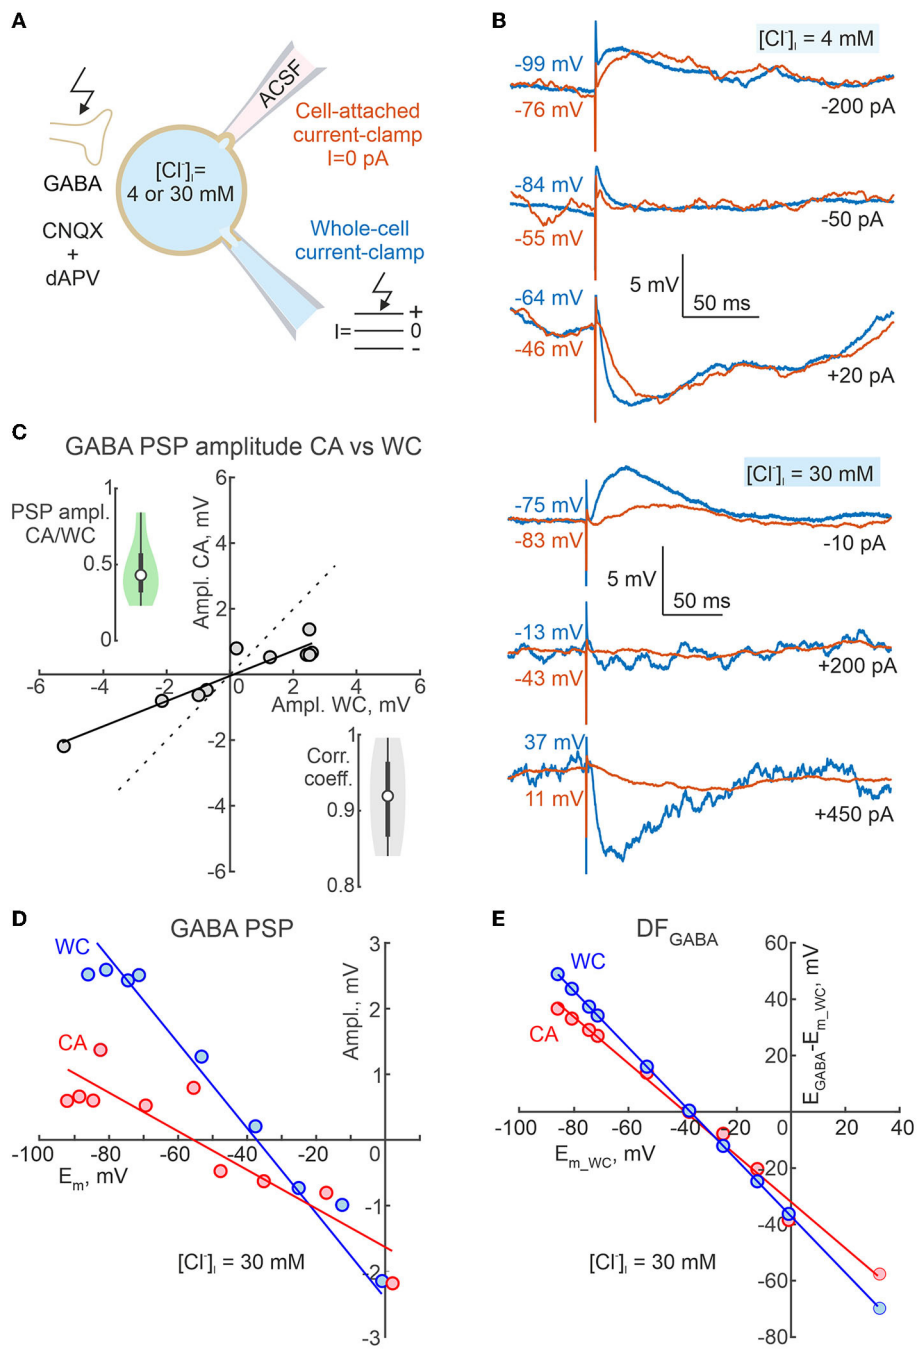 A
ACSF
Cell-attached
current-clamp
I=0 pA
[Cl-]I=
4 or 30 mM
GABA
CNQX
+
dAPV
Whole-cell
current-clamp
I=
+
0
-
B
[Cl-]I = 4 mM
-99 mV
-76 mV
-200 pA
-84 mV
-55 mV
-50 pA
5 mV
50 ms
-64 mV
-46 mV
+20 pA
[Cl-]I = 30 mM
-75 mV
-83 mV
-10 pA
5 mV
50 ms
-13 mV
-43 mV
+200 pA
37 mV
11 mV
+450 pA
C
GABA PSP amplitude CA vs WC
PSP ampl.
CA/WC
1
0.5
0
Ampl. CA, mV
6
4
2
-6
-4
-2
0
2
4
6
Ampl. WC, mV
-2
-4
-6
Corr.
coeff.
1
0.9
0.8
D
GABA PSP
WC
CA
Ampl., mV
3
2
1
-100
-80
-60
-40
-20
0
Em, mV
-1
-2
-3
[Cl-]I = 30 mM
E
DFGABA
WC
CA
EGABA-Em_WC, mV
60
40
20
-100
-80
-60
-40
-20
0
20
40
Em_WC, mV
-20
-40
-60
-80
[Cl-]I = 30 mM